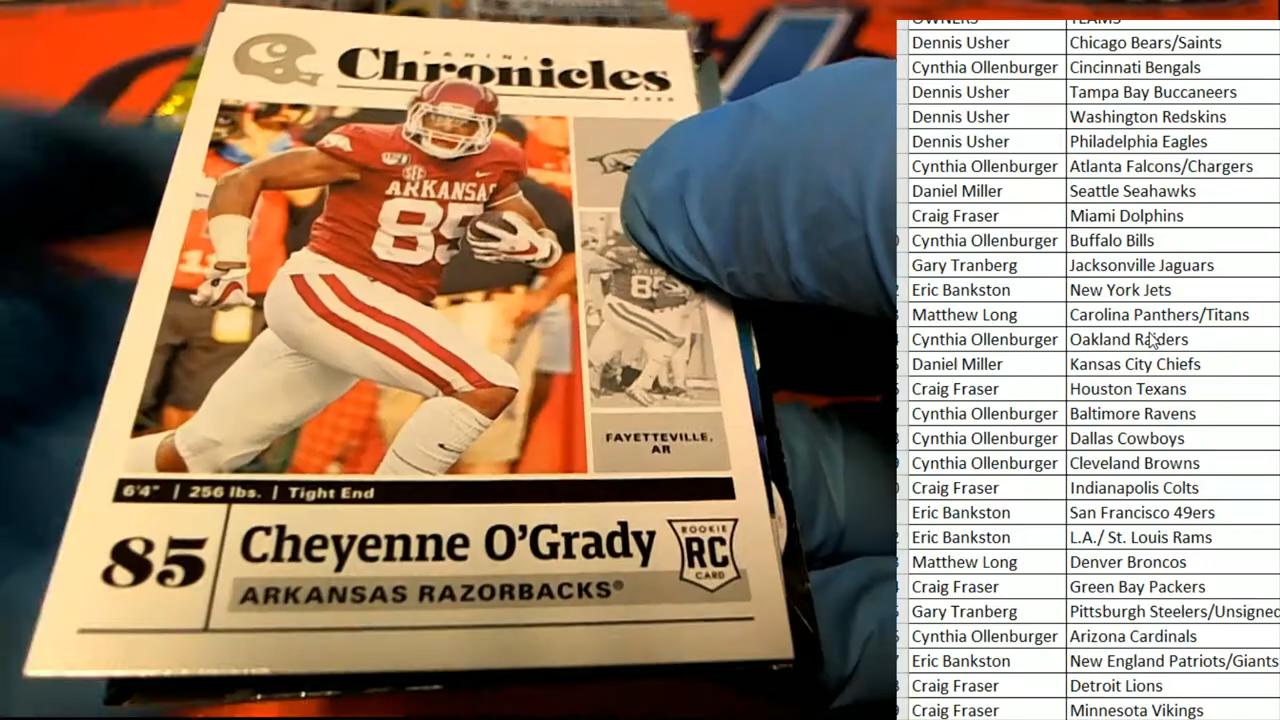 PANINI
Chronicles
2020
ARKANSAS
85
SEC
85
FAYETTEVILLE,
AR
6'4" | 256 lbs. | Tight End
85
Cheyenne O'Grady
ARKANSAS RAZORBACKS®
ROOKIE
RC
CARD
OWNERS TEAMS
Dennis Usher Chicago Bears/Saints
Cynthia Ollenburger Cincinnati Bengals
Dennis Usher Tampa Bay Buccaneers
Dennis Usher Washington Redskins
Dennis Usher Philadelphia Eagles
Cynthia Ollenburger Atlanta Falcons/Chargers
Daniel Miller Seattle Seahawks
Craig Fraser Miami Dolphins
Cynthia Ollenburger Buffalo Bills
Gary Tranberg Jacksonville Jaguars
Eric Bankston New York Jets
Matthew Long Carolina Panthers/Titans
Cynthia Ollenburger Oakland Raiders
Daniel Miller Kansas City Chiefs
Craig Fraser Houston Texans
Cynthia Ollenburger Baltimore Ravens
Cynthia Ollenburger Dallas Cowboys
Cynthia Ollenburger Cleveland Browns
Craig Fraser Indianapolis Colts
Eric Bankston San Francisco 49ers
Eric Bankston L.A./ St. Louis Rams
Matthew Long Denver Broncos
Craig Fraser Green Bay Packers
Gary Tranberg Pittsburgh Steelers/Unsigned
Cynthia Ollenburger Arizona Cardinals
Eric Bankston New England Patriots/Giants
Craig Fraser Detroit Lions
Craig Fraser Minnesota Vikings